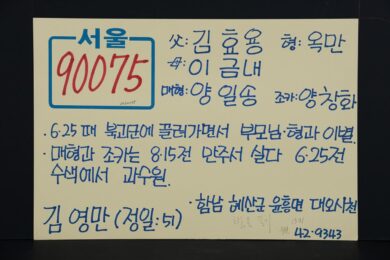 서울
90075
父: 김효용 형: 옥만
母: 이금내
매형: 양일송 조카: 양창화
· 6·25 때 북괴군에 끌려가면서 부모님·형과 이별.
· 매형과 조카는 8·15전 만주서 살다 6·25전
수색에서 과수원.
· 함남 혜산군 운흥면 대오시천
김영만 (정일:51)
42·9343